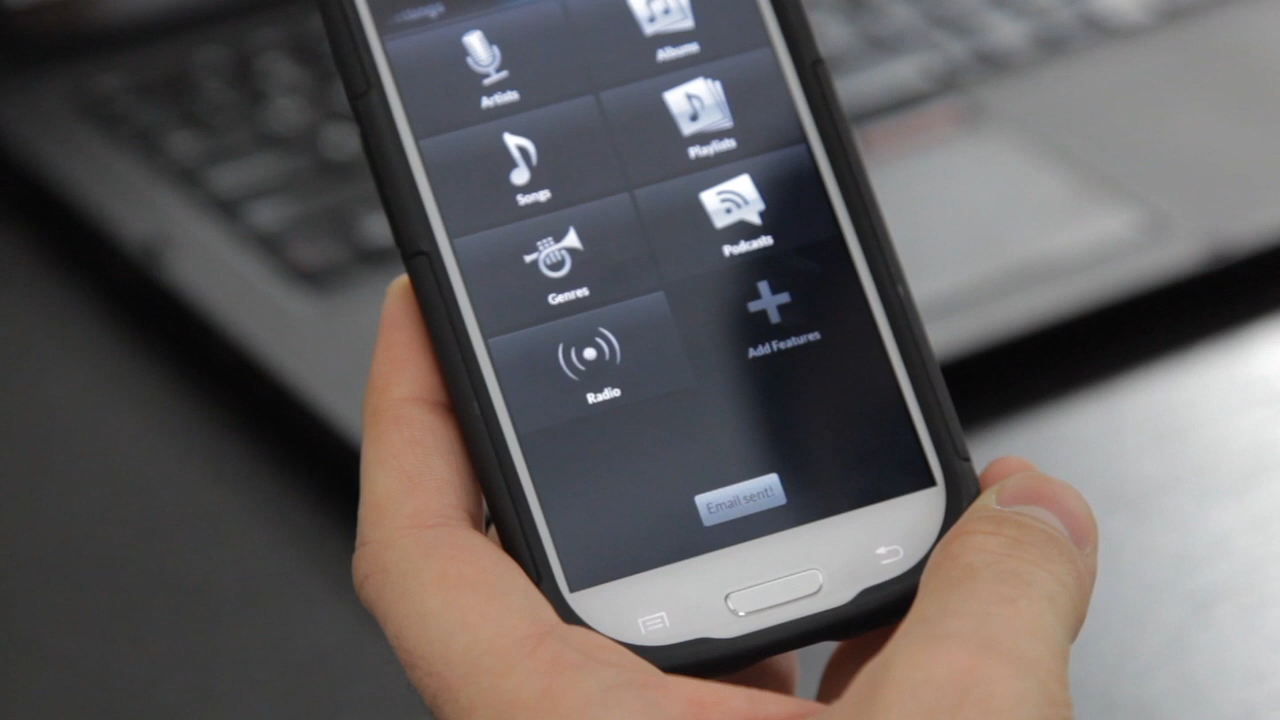 Artists
Albums
Songs
Playlists
Genres
Podcasts
Radio
Add Features
Email sent!